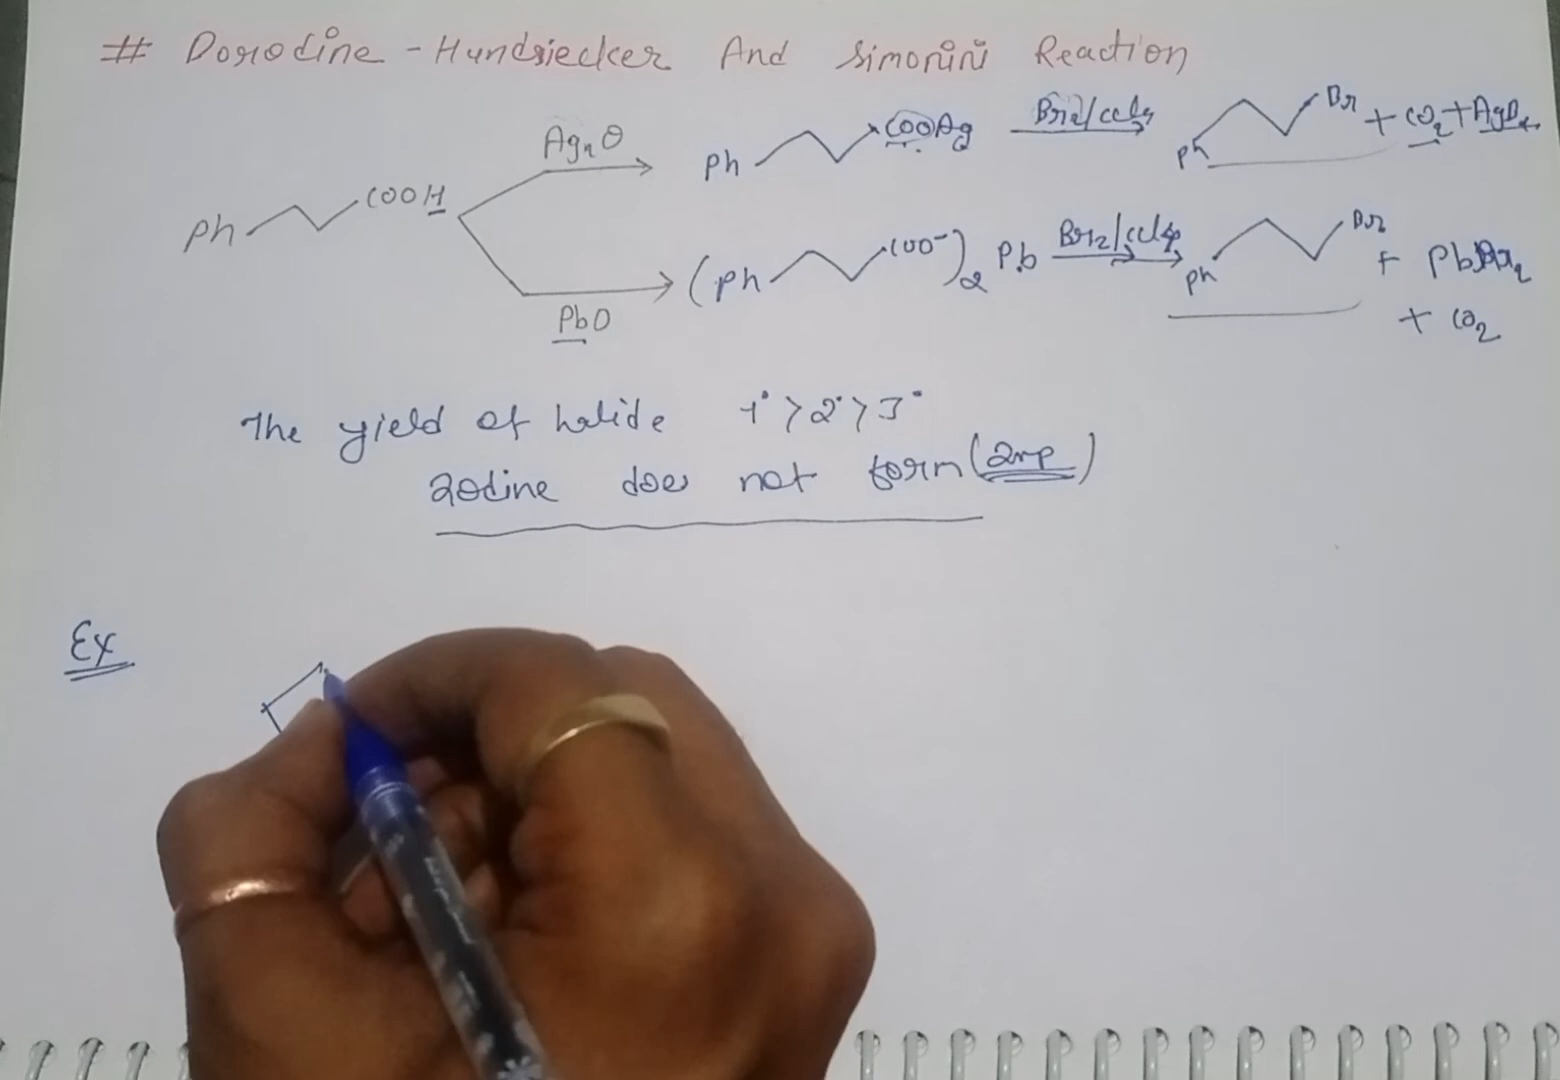 # Borodine - Hundsiecker And Simonini Reaction
Ag2O
Ph COOAg Br2/CCl4 Ph Br + CO2 + AgBr
Ph COOH
PbO
(Ph COO-)2 Pb Br2/CCl4 Ph Br + PbBr2
+ CO2
The yield of halide 1° > 2° > 3°
Iodine does not form (Imp)
Ex